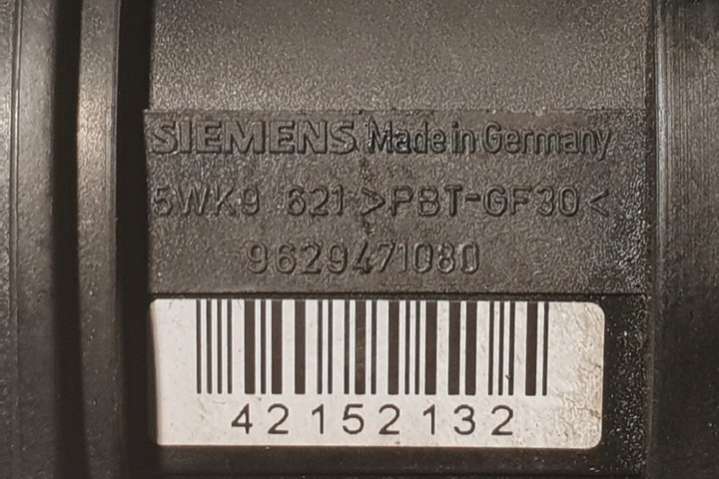 SIEMENS Made in Germany
5WK9 621 >PBT-GF30<
9629471080
42152132